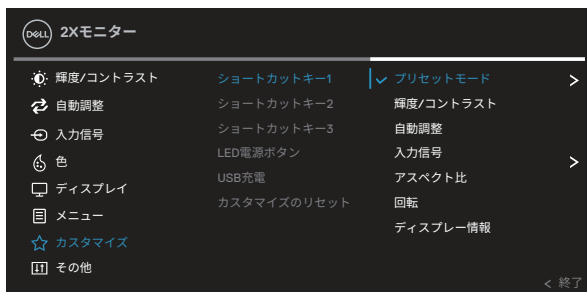 DELL
2Xモニター
輝度/コントラスト
自動調整
入力信号
色
ディスプレイ
メニュー
カスタマイズ
その他
ショートカットキー1
ショートカットキー2
ショートカットキー3
LED電源ボタン
USB充電
カスタマイズのリセット
プリセットモード
輝度/コントラスト
自動調整
入力信号
アスペクト比
回転
ディスプレー情報
< 終了